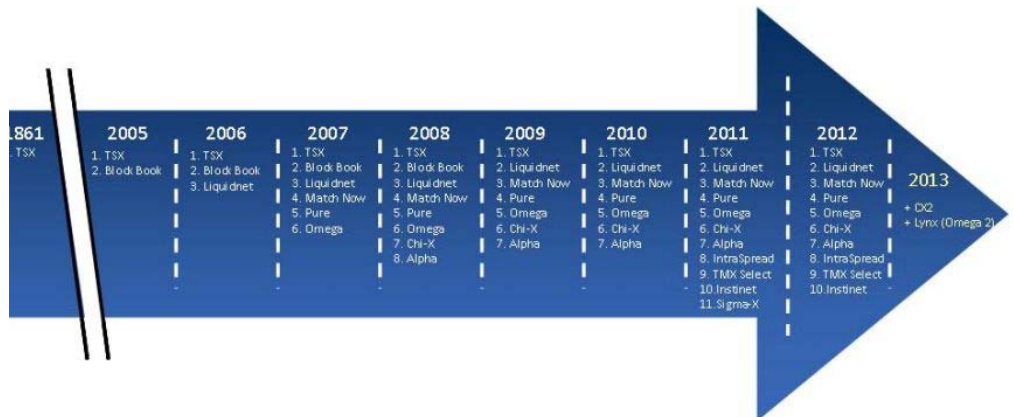 1861
. TSX
2005
1. TSX
2. Block Book
2006
1. TSX
2. Block Book
3. Liquidnet
2007
1. TSX
2. Block Book
3. Liquidnet
4. Match Now
5. Pure
6. Omega
2008
1. TSX
2. Block Book
3. Liquidnet
4. Match Now
5. Pure
6. Omega
7. Chi-X
8. Alpha
2009
1. TSX
2. Liquidnet
3. Match Now
4. Pure
5. Omega
6. Chi-X
7. Alpha
2010
1. TSX
2. Liquidnet
3. Match Now
4. Pure
5. Omega
6. Chi-X
7. Alpha
2011
1. TSX
2. Liquidnet
3. Match Now
4. Pure
5. Omega
6. Chi-X
7. Alpha
8. IntraSpread
9. TMX Select
10. Instinet
11. Sigma-X
2012
1. TSX
2. Liquidnet
3. Match Now
4. Pure
5. Omega
6. Chi-X
7. Alpha
8. IntraSpread
9. TMX Select
10. Instinet
2013
+ CX2
+ Lynx (Omega 2)